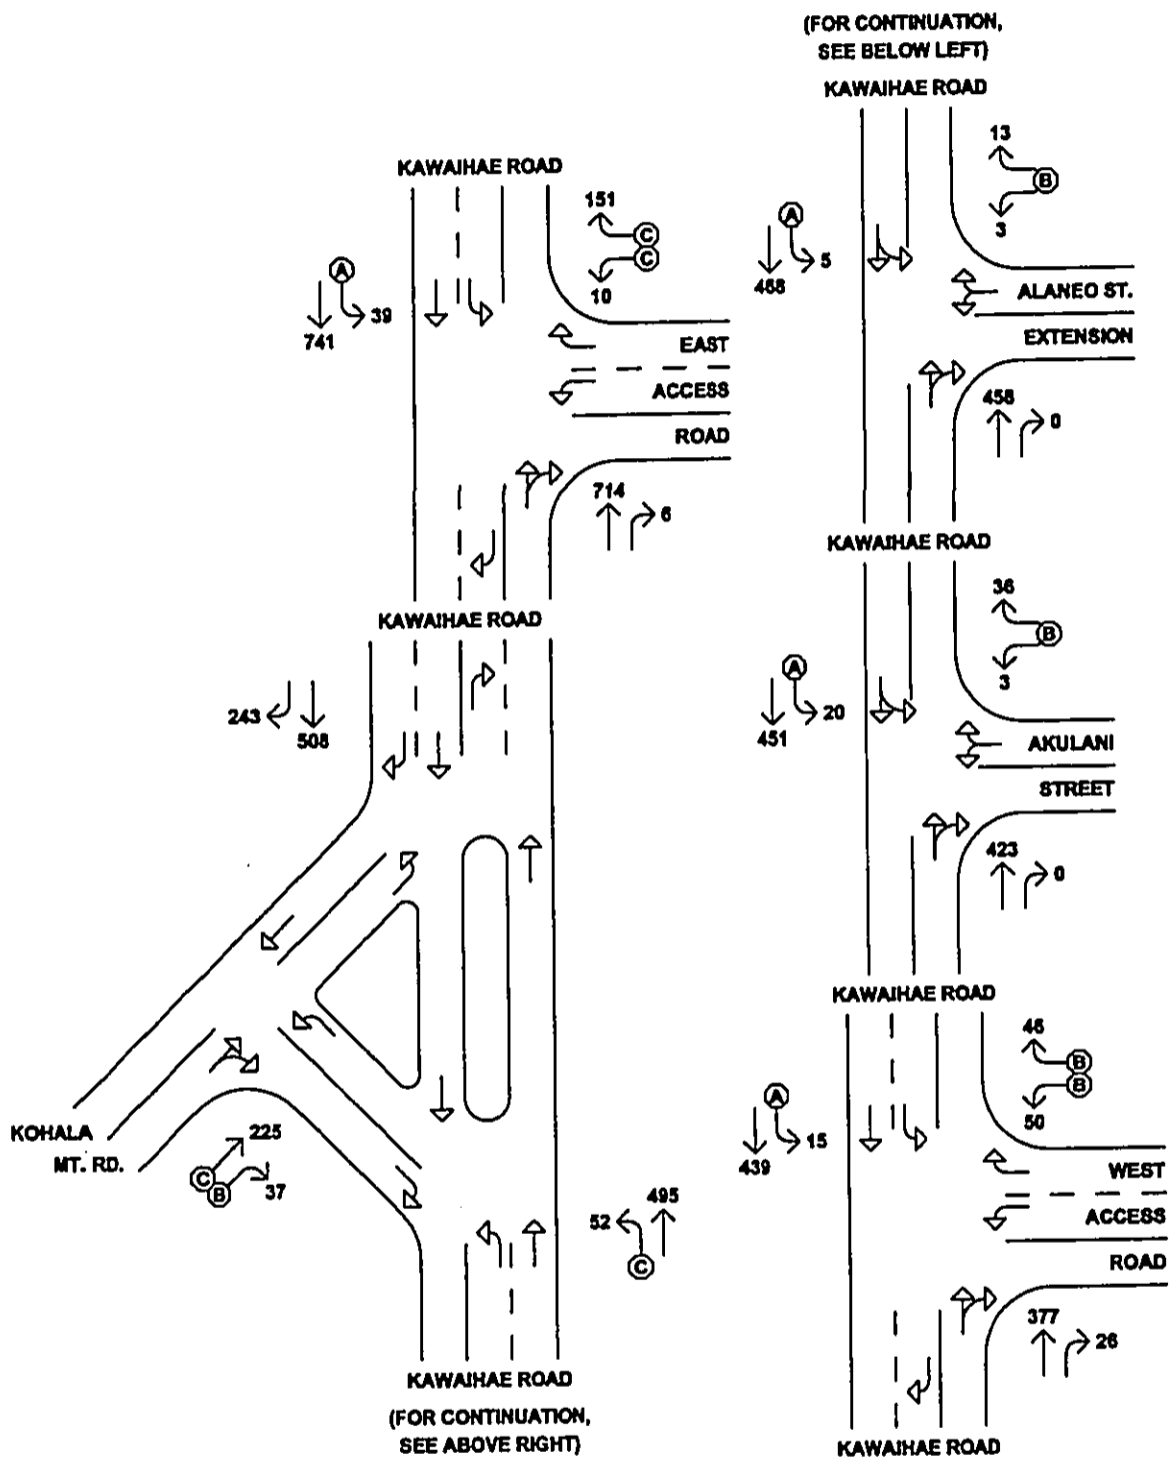 (FOR CONTINUATION,
SEE BELOW LEFT)
KAWAIHAE ROAD
13
B
3
A
5
468
ALANEO ST.
EXTENSION
458
0
KAWAIHAE ROAD
36
B
3
A
20
451
AKULANI
STREET
423
0
KAWAIHAE ROAD
46
B
B
50
A
15
439
WEST
ACCESS
ROAD
377
26
KAWAIHAE ROAD
KAWAIHAE ROAD
151
C
C
10
A
39
741
EAST
ACCESS
ROAD
714
6
KAWAIHAE ROAD
243
508
KOHALA
MT. RD.
225
C
B
37
52
495
C
KAWAIHAE ROAD
(FOR CONTINUATION,
SEE ABOVE RIGHT)